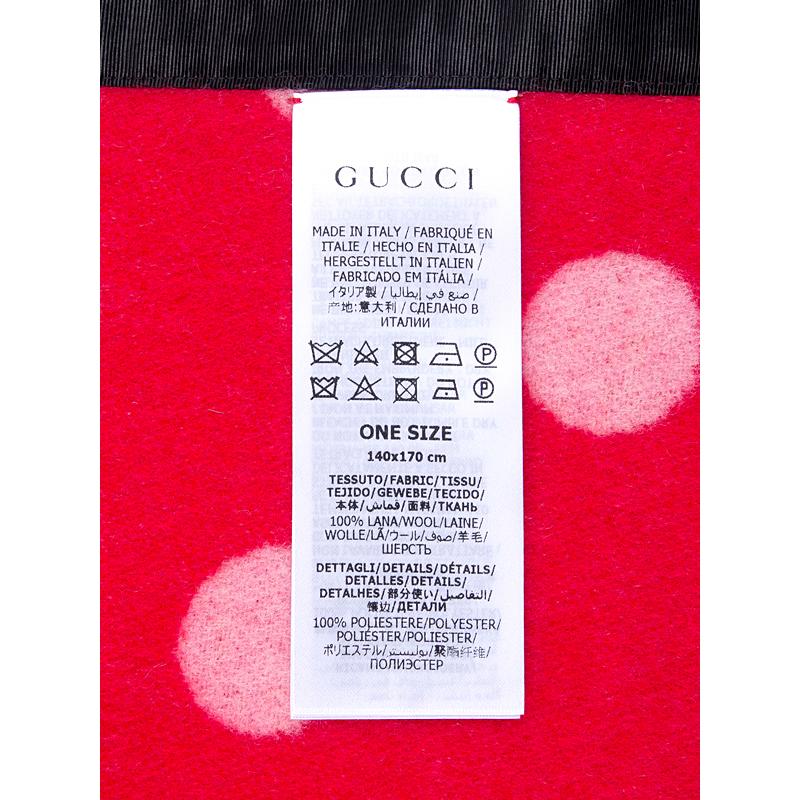 GUCCI
MADE IN ITALY / FABRIQUÉ EN
ITALIE / HECHO EN ITALIA /
HERGESTELLT IN ITALIEN /
FABRICADO EM ITÁLIA /
イタリア製 / صنع في إيطاليا /
产地:意大利 / СДЕЛАНО В
ИТАЛИИ
P
P
ONE SIZE
140x170 cm
TESSUTO/FABRIC/TISSU/
TEJIDO/GEWEBE/TECIDO/
本体/قماش/面料/ТКАНЬ
100% LANA/WOOL/LAINE/
WOLLE/LÃ/ウール/صوف/羊毛/
ШЕРСТЬ
DETTAGLI/DETAILS/DÉTAILS/
DETALLES/DETAILS/
DETALHES/部分使い/التفاصيل/
镶边/ДЕТАЛИ
100% POLIESTERE/POLYESTER/
POLIÉSTER/POLYESTER/
ポリエステル/بوليستر/聚酯纤维/
ПОЛИЭСТЕР